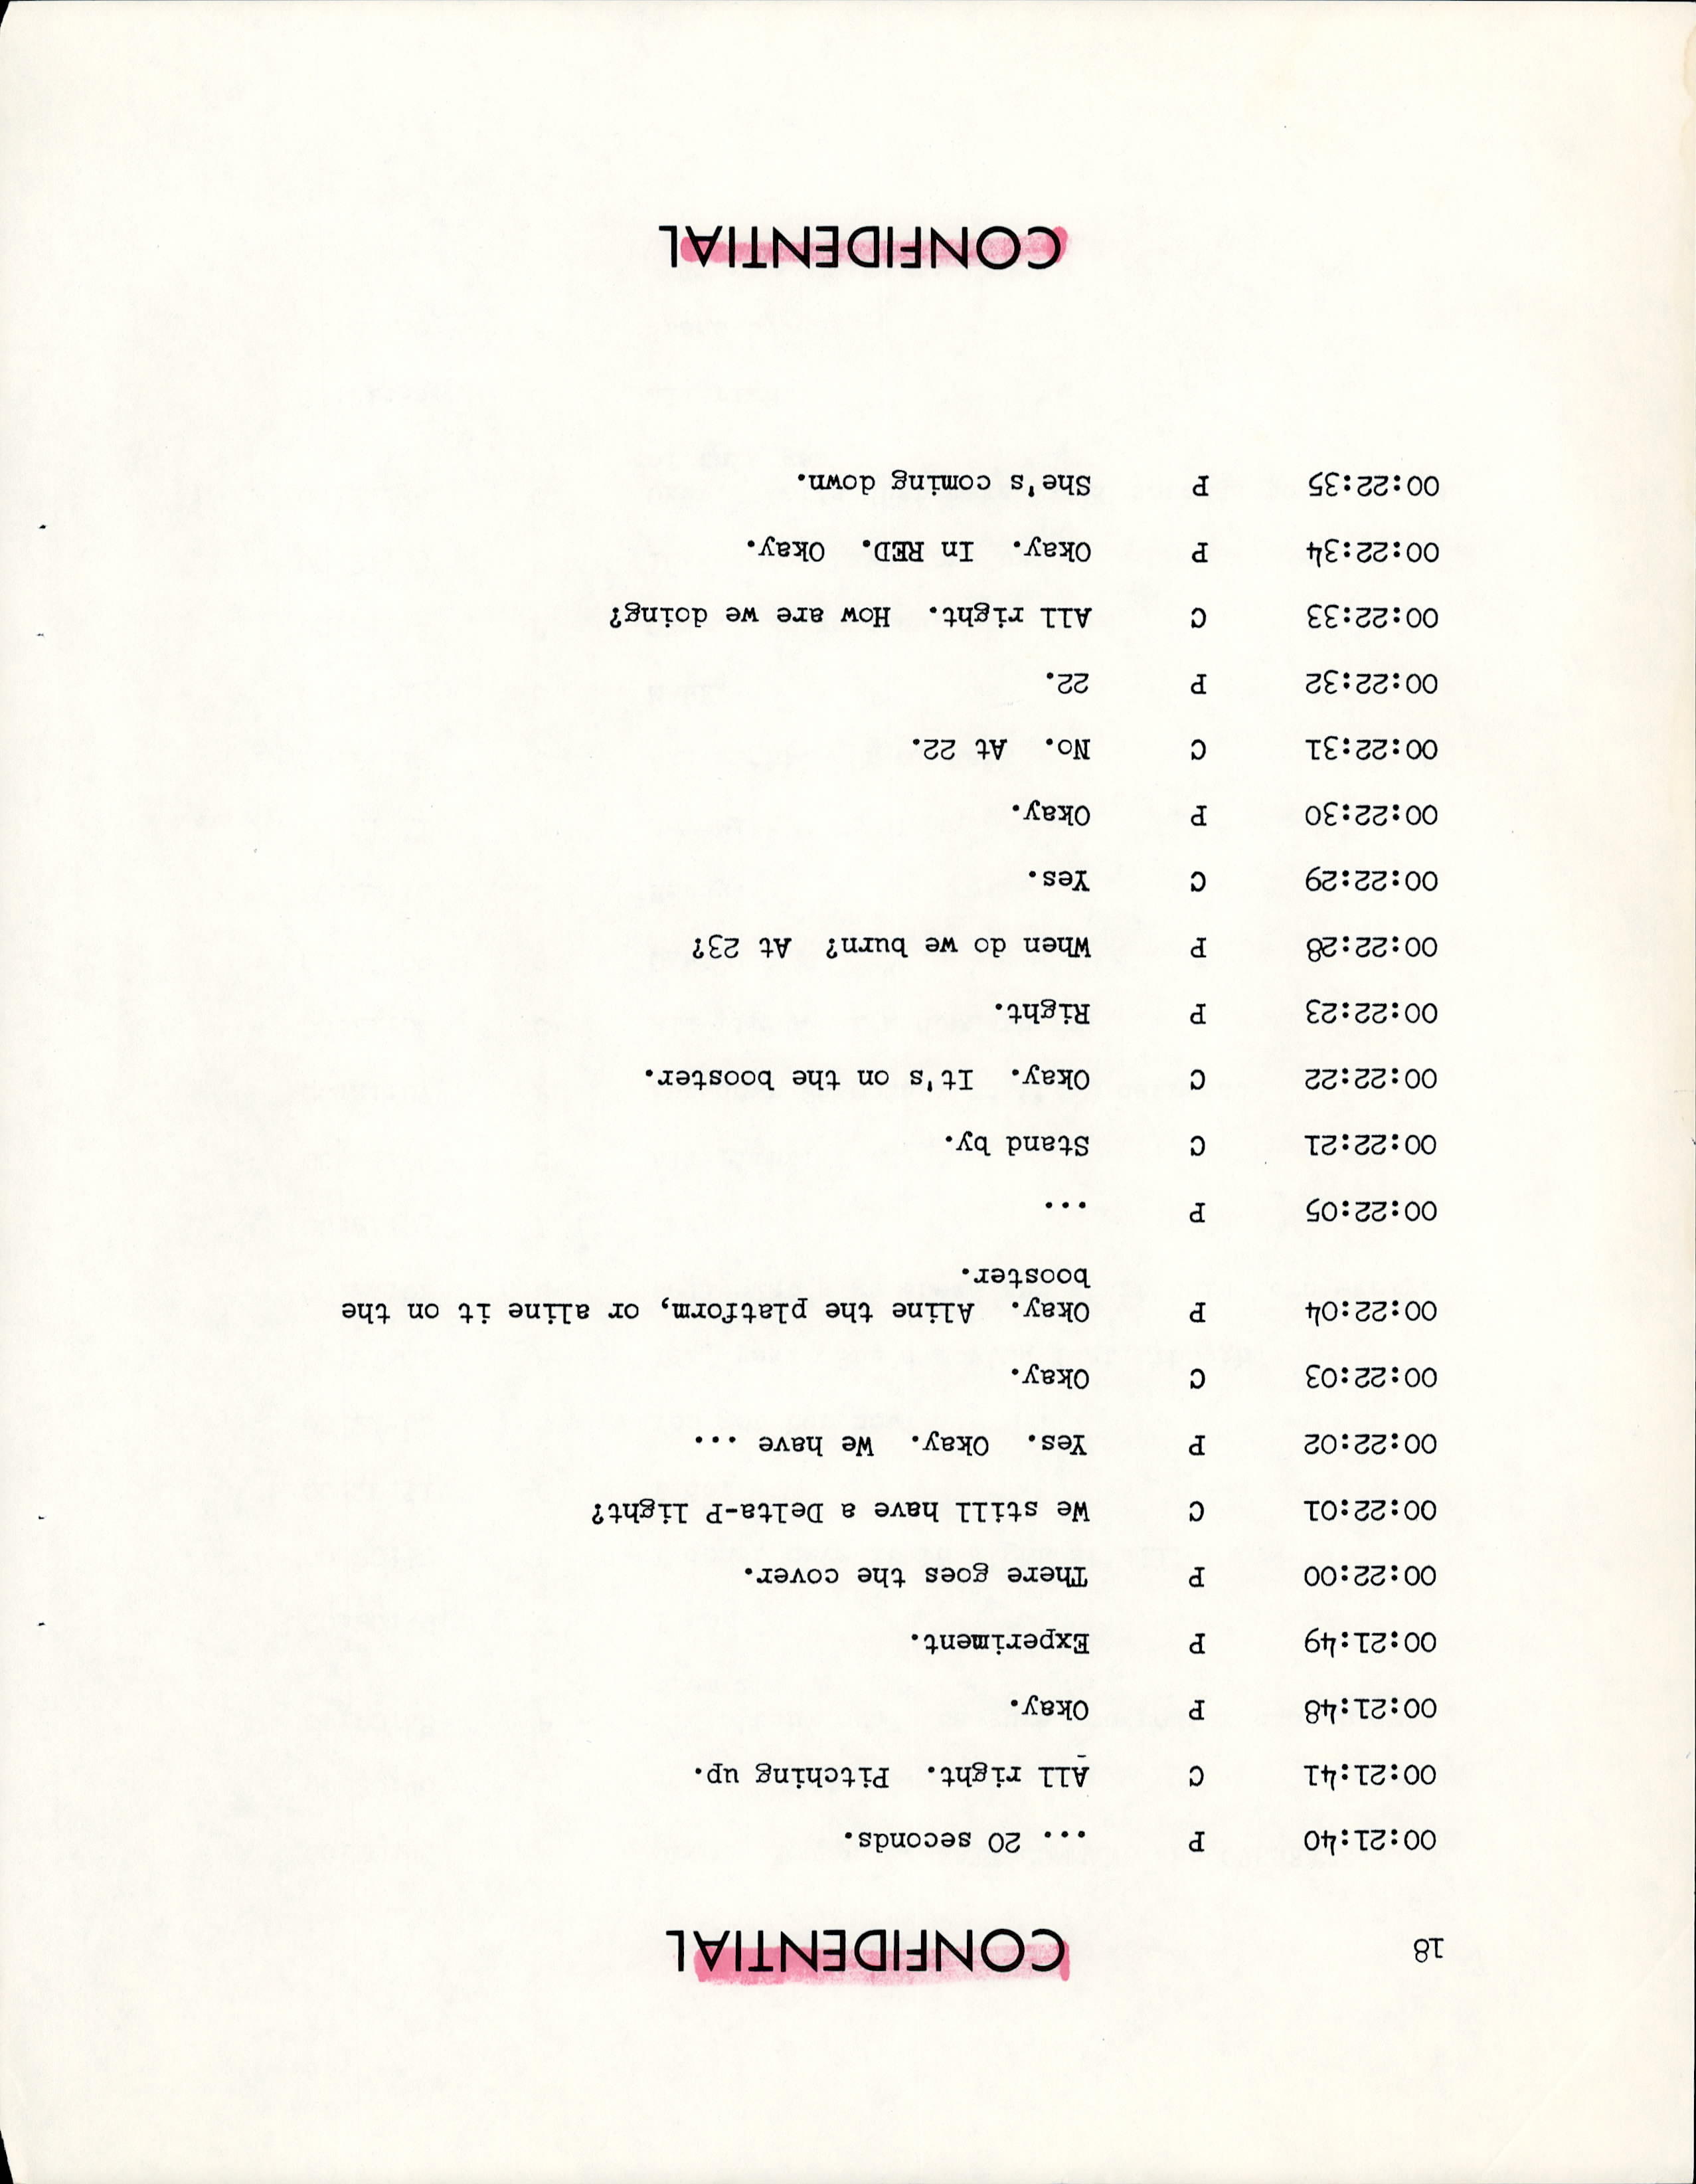 18
CONFIDENTIAL
00:21:40 P ... 20 seconds.
00:21:41 C All right. Pitching up.
00:21:48 P Okay.
00:21:49 P Experiment.
00:22:00 P There goes the cover.
00:22:01 C We still have a Delta-P light?
00:22:02 P Yes. Okay. We have ...
00:22:03 C Okay.
00:22:04 P Okay. Aline the platform, or aline it on the
booster.
00:22:05 P ...
00:22:21 C Stand by.
00:22:22 C Okay. It's on the booster.
00:22:23 P Right.
00:22:28 P When do we burn? At 23?
00:22:29 C Yes.
00:22:30 P Okay.
00:22:31 C No. At 22.
00:22:32 P 22.
00:22:33 C All right. How are we doing?
00:22:34 P Okay. In RED. Okay.
00:22:35 P She's coming down.
CONFIDENTIAL